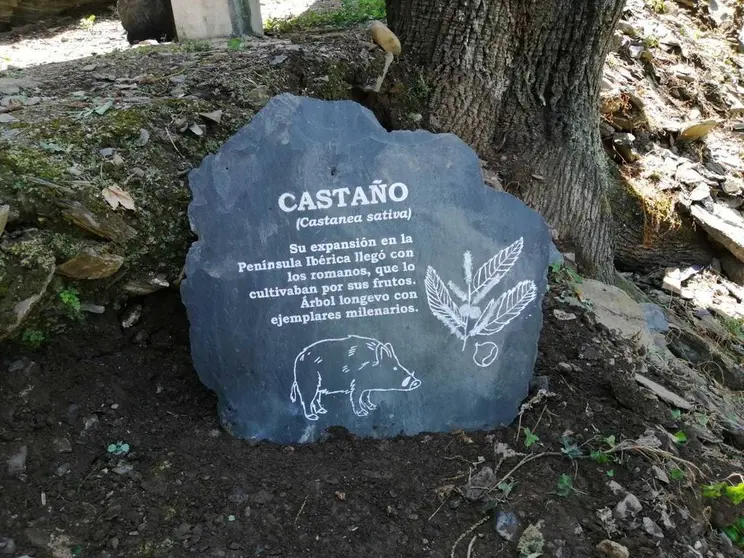 CASTAÑO
(Castanea sativa)
Su expansión en la
Península Ibérica llegó con
los romanos, que lo
cultivaban por sus frutos.
Árbol longevo con
ejemplares milenarios.